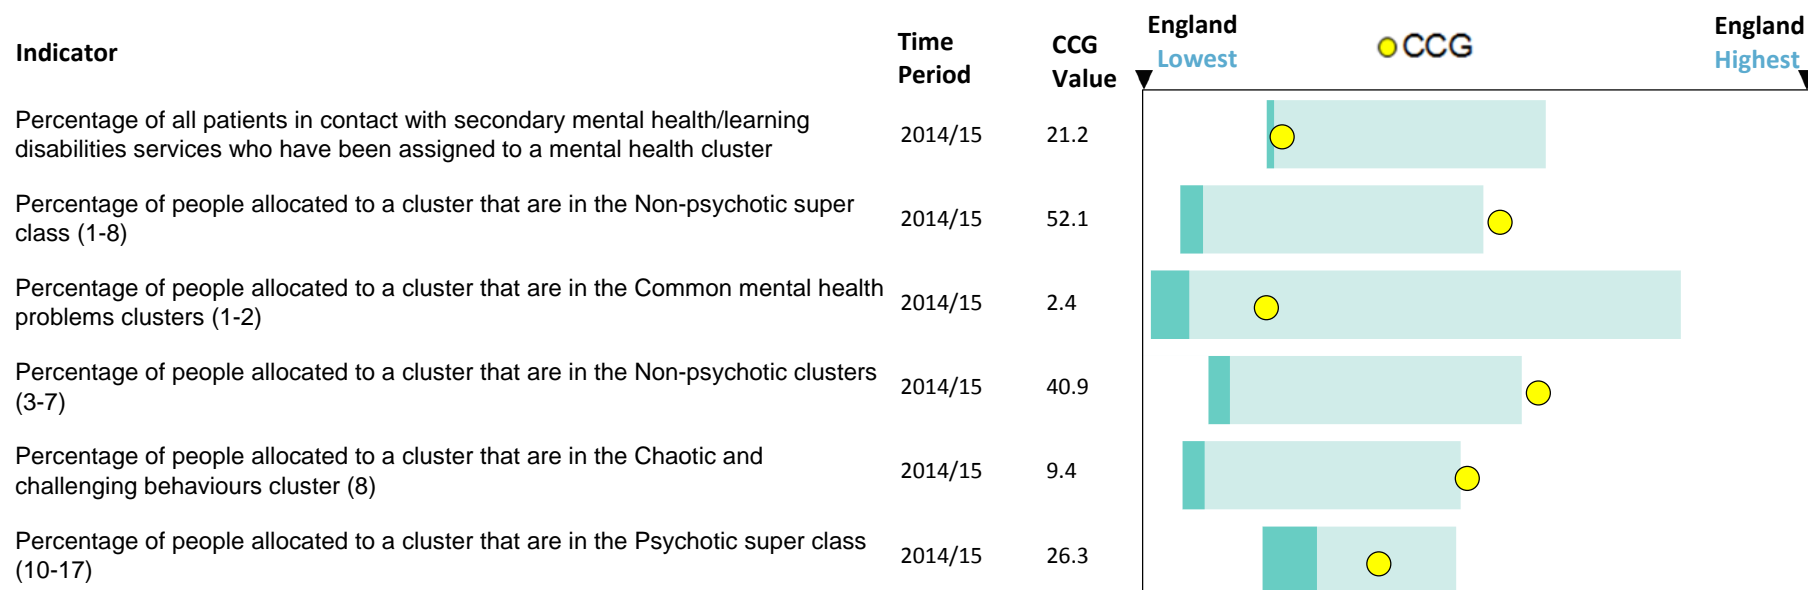 Indicator
Time
Period
CCG
Value
England
Lowest
CCG
England
Highest
Percentage of all patients in contact with secondary mental health/learning
disabilities services who have been assigned to a mental health cluster
2014/15
21.2
Percentage of people allocated to a cluster that are in the Non-psychotic super
class (1-8)
2014/15
52.1
Percentage of people allocated to a cluster that are in the Common mental health
problems clusters (1-2)
2014/15
2.4
Percentage of people allocated to a cluster that are in the Non-psychotic clusters
(3-7)
2014/15
40.9
Percentage of people allocated to a cluster that are in the Chaotic and
challenging behaviours cluster (8)
2014/15
9.4
Percentage of people allocated to a cluster that are in the Psychotic super class
(10-17)
2014/15
26.3